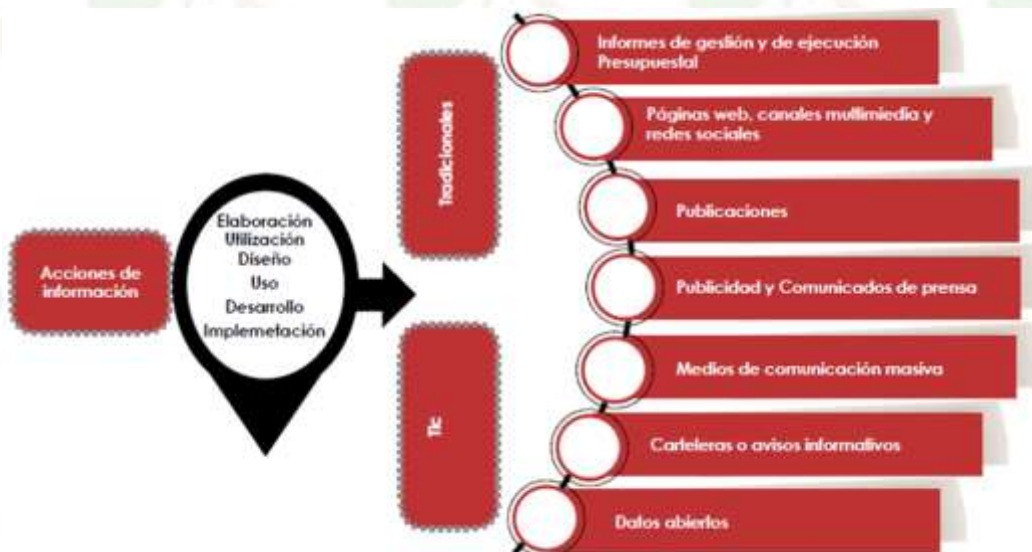 Acciones de
información
Elaboración
Utilización
Diseño
Uso
Desarrollo
Implemetación
Tradicionales
Tic
Informes de gestión y de ejecución
Presupuestal
Páginas web, canales multimiedia y
redes sociales
Publicaciones
Publicidad y Comunicados de prensa
Medios de comunicación masiva
Carteleras o avisos informativos
Datos abiertos